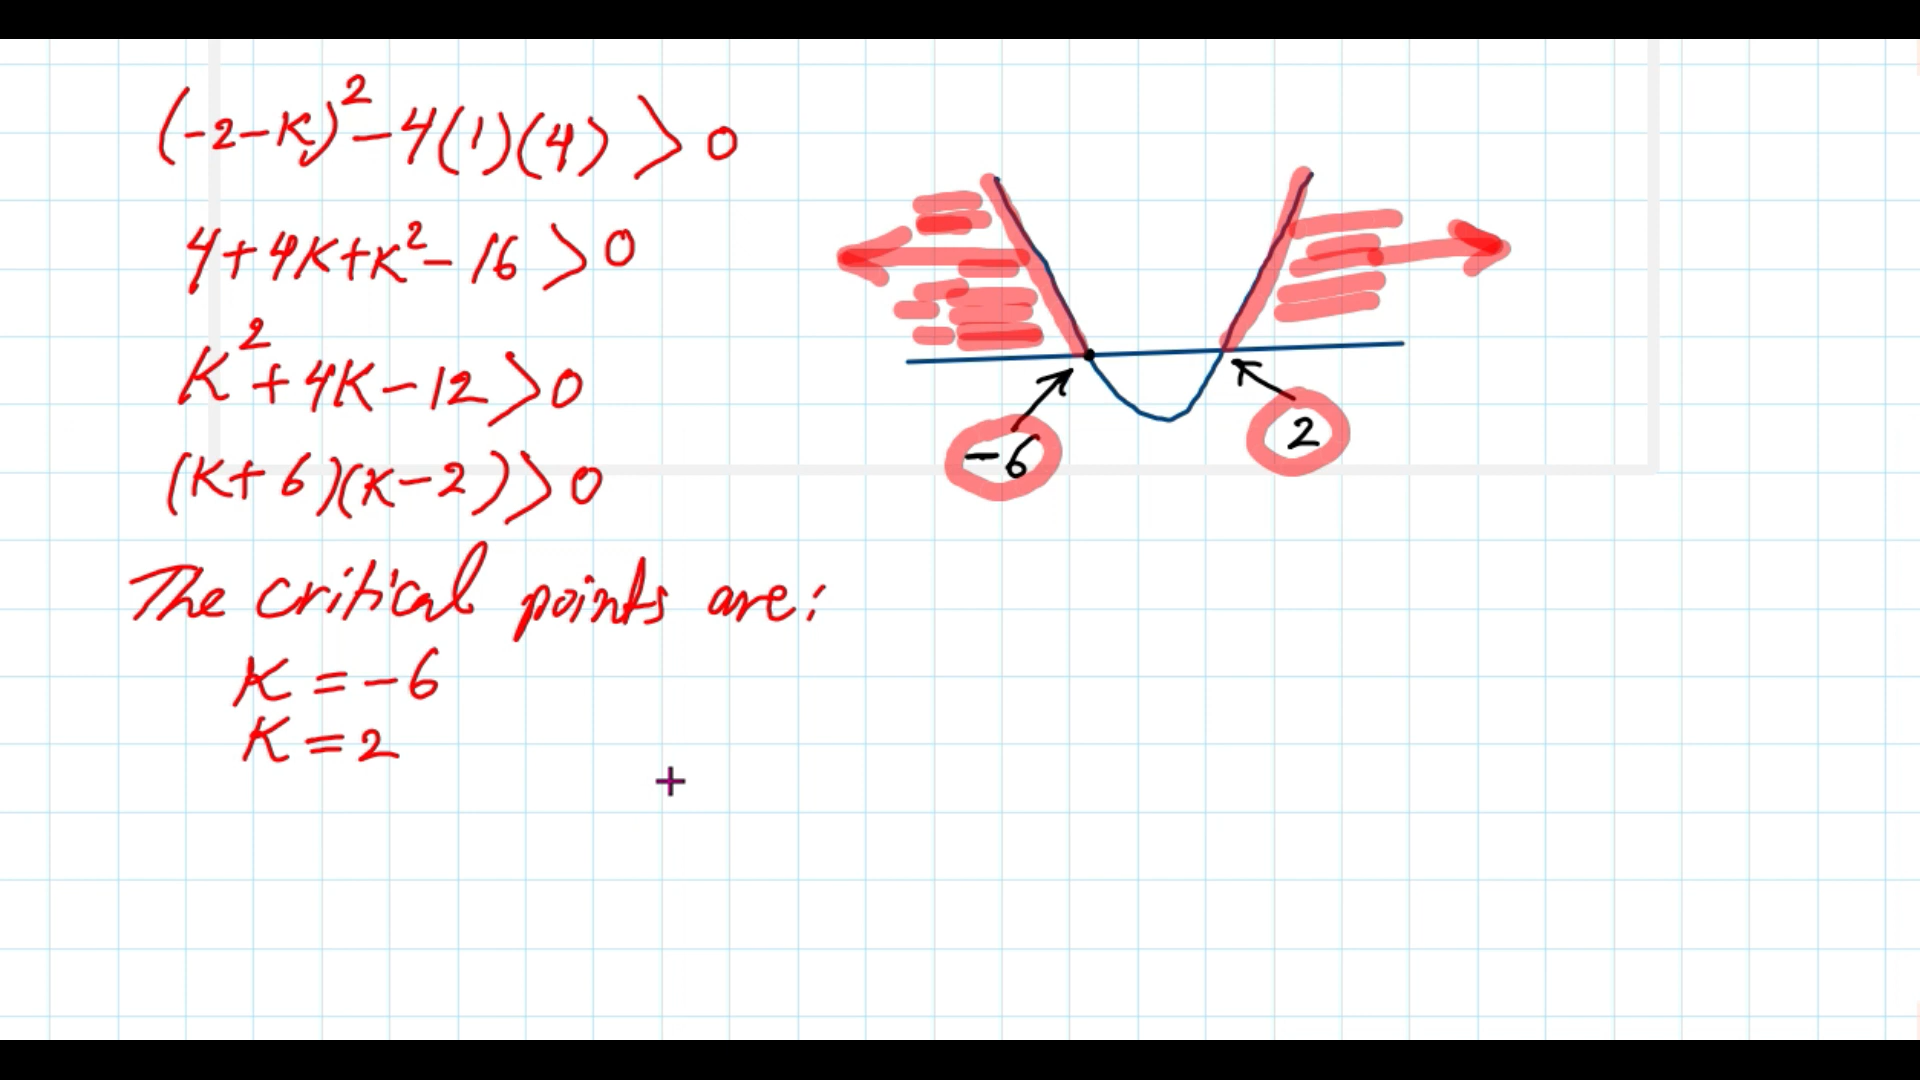 (-2-K)² - 4(1)(4) > 0
4+4K+K² - 16 > 0
K² + 4K - 12 > 0
(K+6)(K-2) > 0
The critical points are:
K = -6
K = 2
-6
2